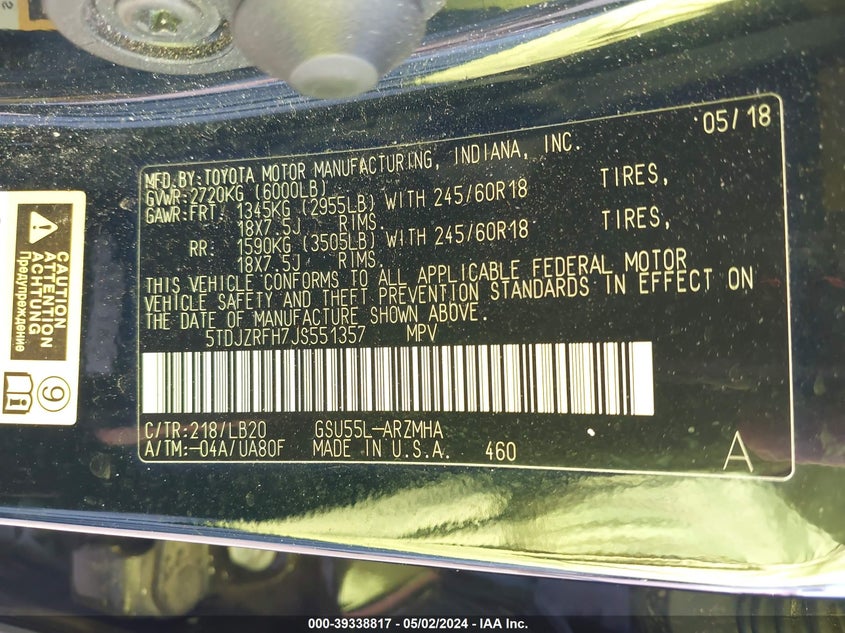 05/18
MFD.BY:TOYOTA MOTOR MANUFACTURING, INDIANA, INC.
GVWR:2720KG (6000LB)
GAWR:FRT. 1345KG (2955LB) WITH 245/60R18 TIRES,
18X7.5J RIMS.
RR: 1590KG (3505LB) WITH 245/60R18 TIRES,
18X7.5J RIMS.
THIS VEHICLE CONFORMS TO ALL APPLICABLE FEDERAL MOTOR
VEHICLE SAFETY AND THEFT PREVENTION STANDARDS IN EFFECT ON
THE DATE OF MANUFACTURE SHOWN ABOVE.
5TDJZRFH7JS551357 MPV
C/TR:218/LB20 GSU55L-ARZMHA
A/TM:-04A/UA80F MADE IN U.S.A. 460
A
CAUTION
ATTENTION
ACHTUNG
Предупреждение
000-39338817 - 05/02/2024 - IAA Inc.